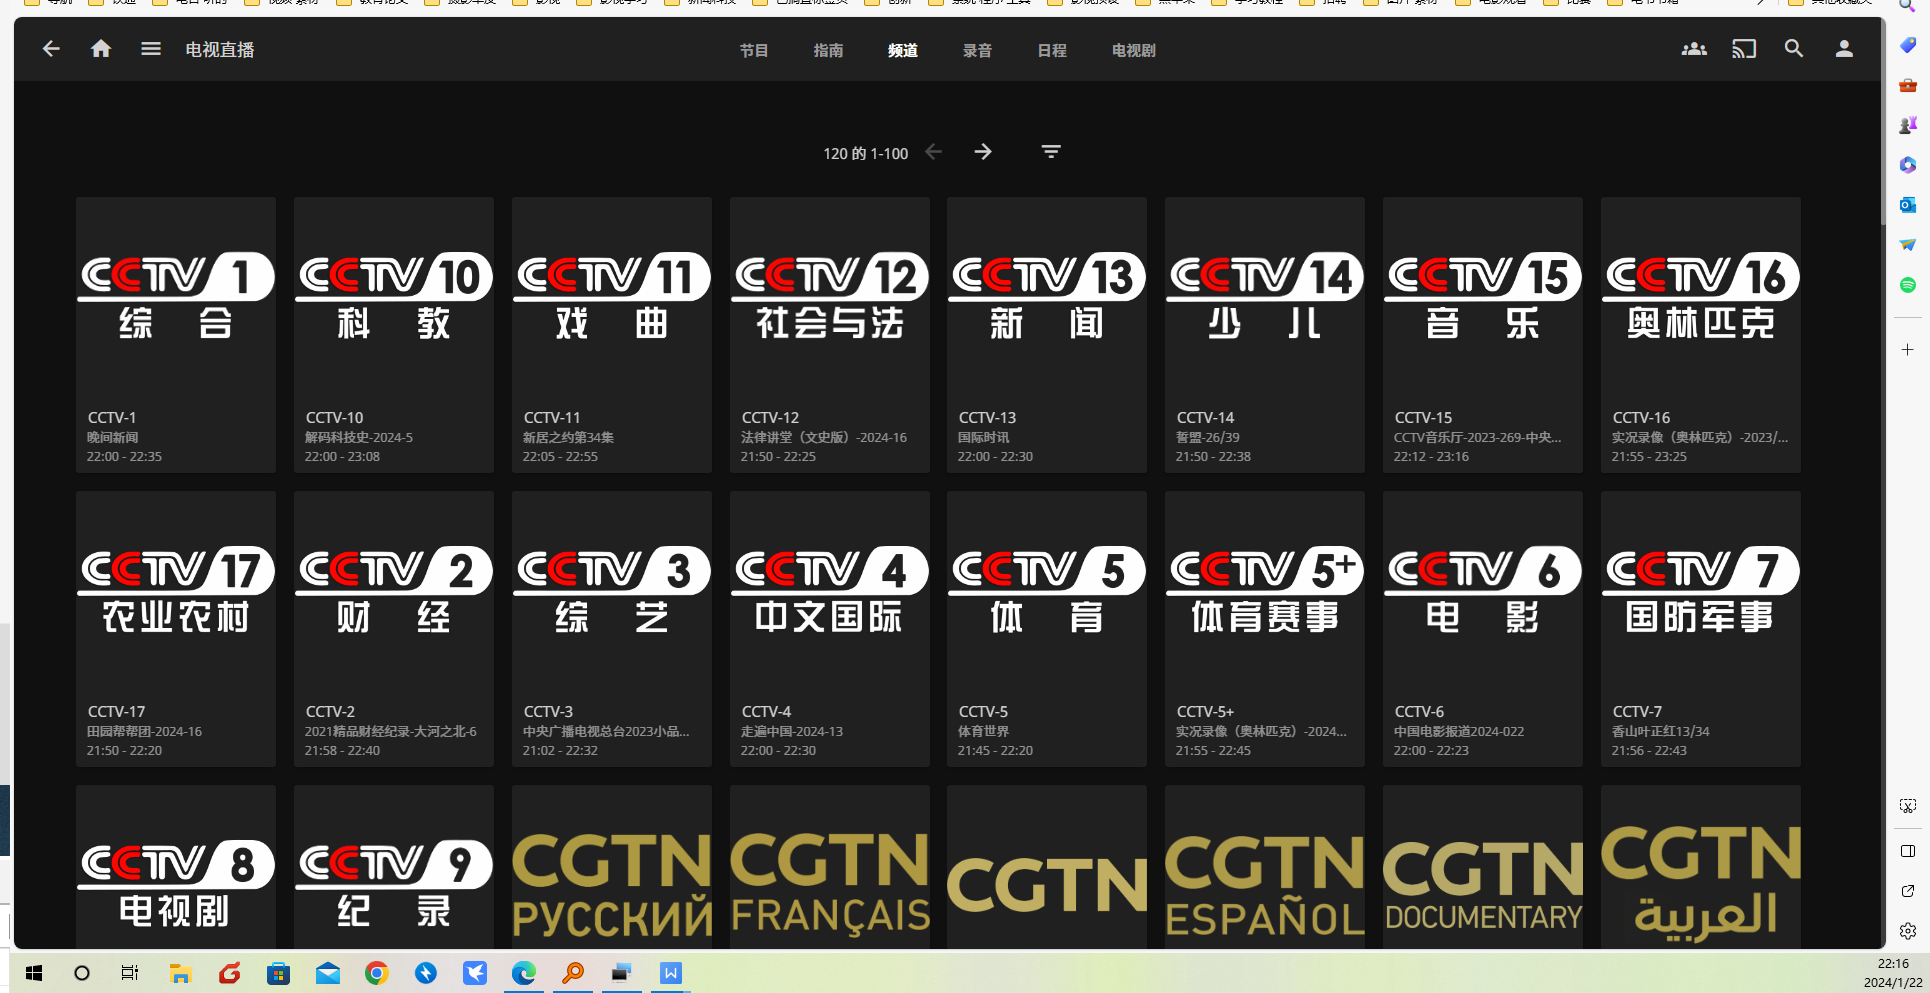 电视直播
节目 指南 频道 录音 日程 电视剧
120 的 1-100
CCTV 1 综合
CCTV 10 科教
CCTV 11 戏曲
CCTV 12 社会与法
CCTV 13 新闻
CCTV 14 少儿
CCTV 15 音乐
CCTV 16 奥林匹克
CCTV-1
晚间新闻
22:00 - 22:35
CCTV-10
解码科技史-2024-5
22:00 - 23:08
CCTV-11
新居之约第34集
22:05 - 22:55
CCTV-12
法律讲堂（文史版）-2024-16
21:50 - 22:25
CCTV-13
国际时讯
22:00 - 22:30
CCTV-14
誓盟-26/39
21:50 - 22:38
CCTV-15
CCTV音乐厅-2023-269-中央...
22:12 - 23:16
CCTV-16
实况录像（奥林匹克）-2023/...
21:55 - 23:25
CCTV 17 农业农村
CCTV 2 财经
CCTV 3 综艺
CCTV 4 中文国际
CCTV 5 体育
CCTV 5+ 体育赛事
CCTV 6 电影
CCTV 7 国防军事
CCTV-17
田园帮帮团-2024-16
21:50 - 22:20
CCTV-2
2021精品财经纪录-大河之北-6
21:58 - 22:40
CCTV-3
中央广播电视总台2023小品...
21:02 - 22:32
CCTV-4
走遍中国-2024-13
22:00 - 22:30
CCTV-5
体育世界
21:45 - 22:20
CCTV-5+
实况录像（奥林匹克）-2024...
21:55 - 22:45
CCTV-6
中国电影报道2024-022
22:00 - 22:23
CCTV-7
香山叶正红13/34
21:56 - 22:43
CCTV 8 电视剧
CCTV 9 纪录
CGTN РУССКИЙ
CGTN FRANÇAIS
CGTN
CGTN ESPAÑOL
CGTN DOCUMENTARY
CGTN العربية
22:16
2024/1/22